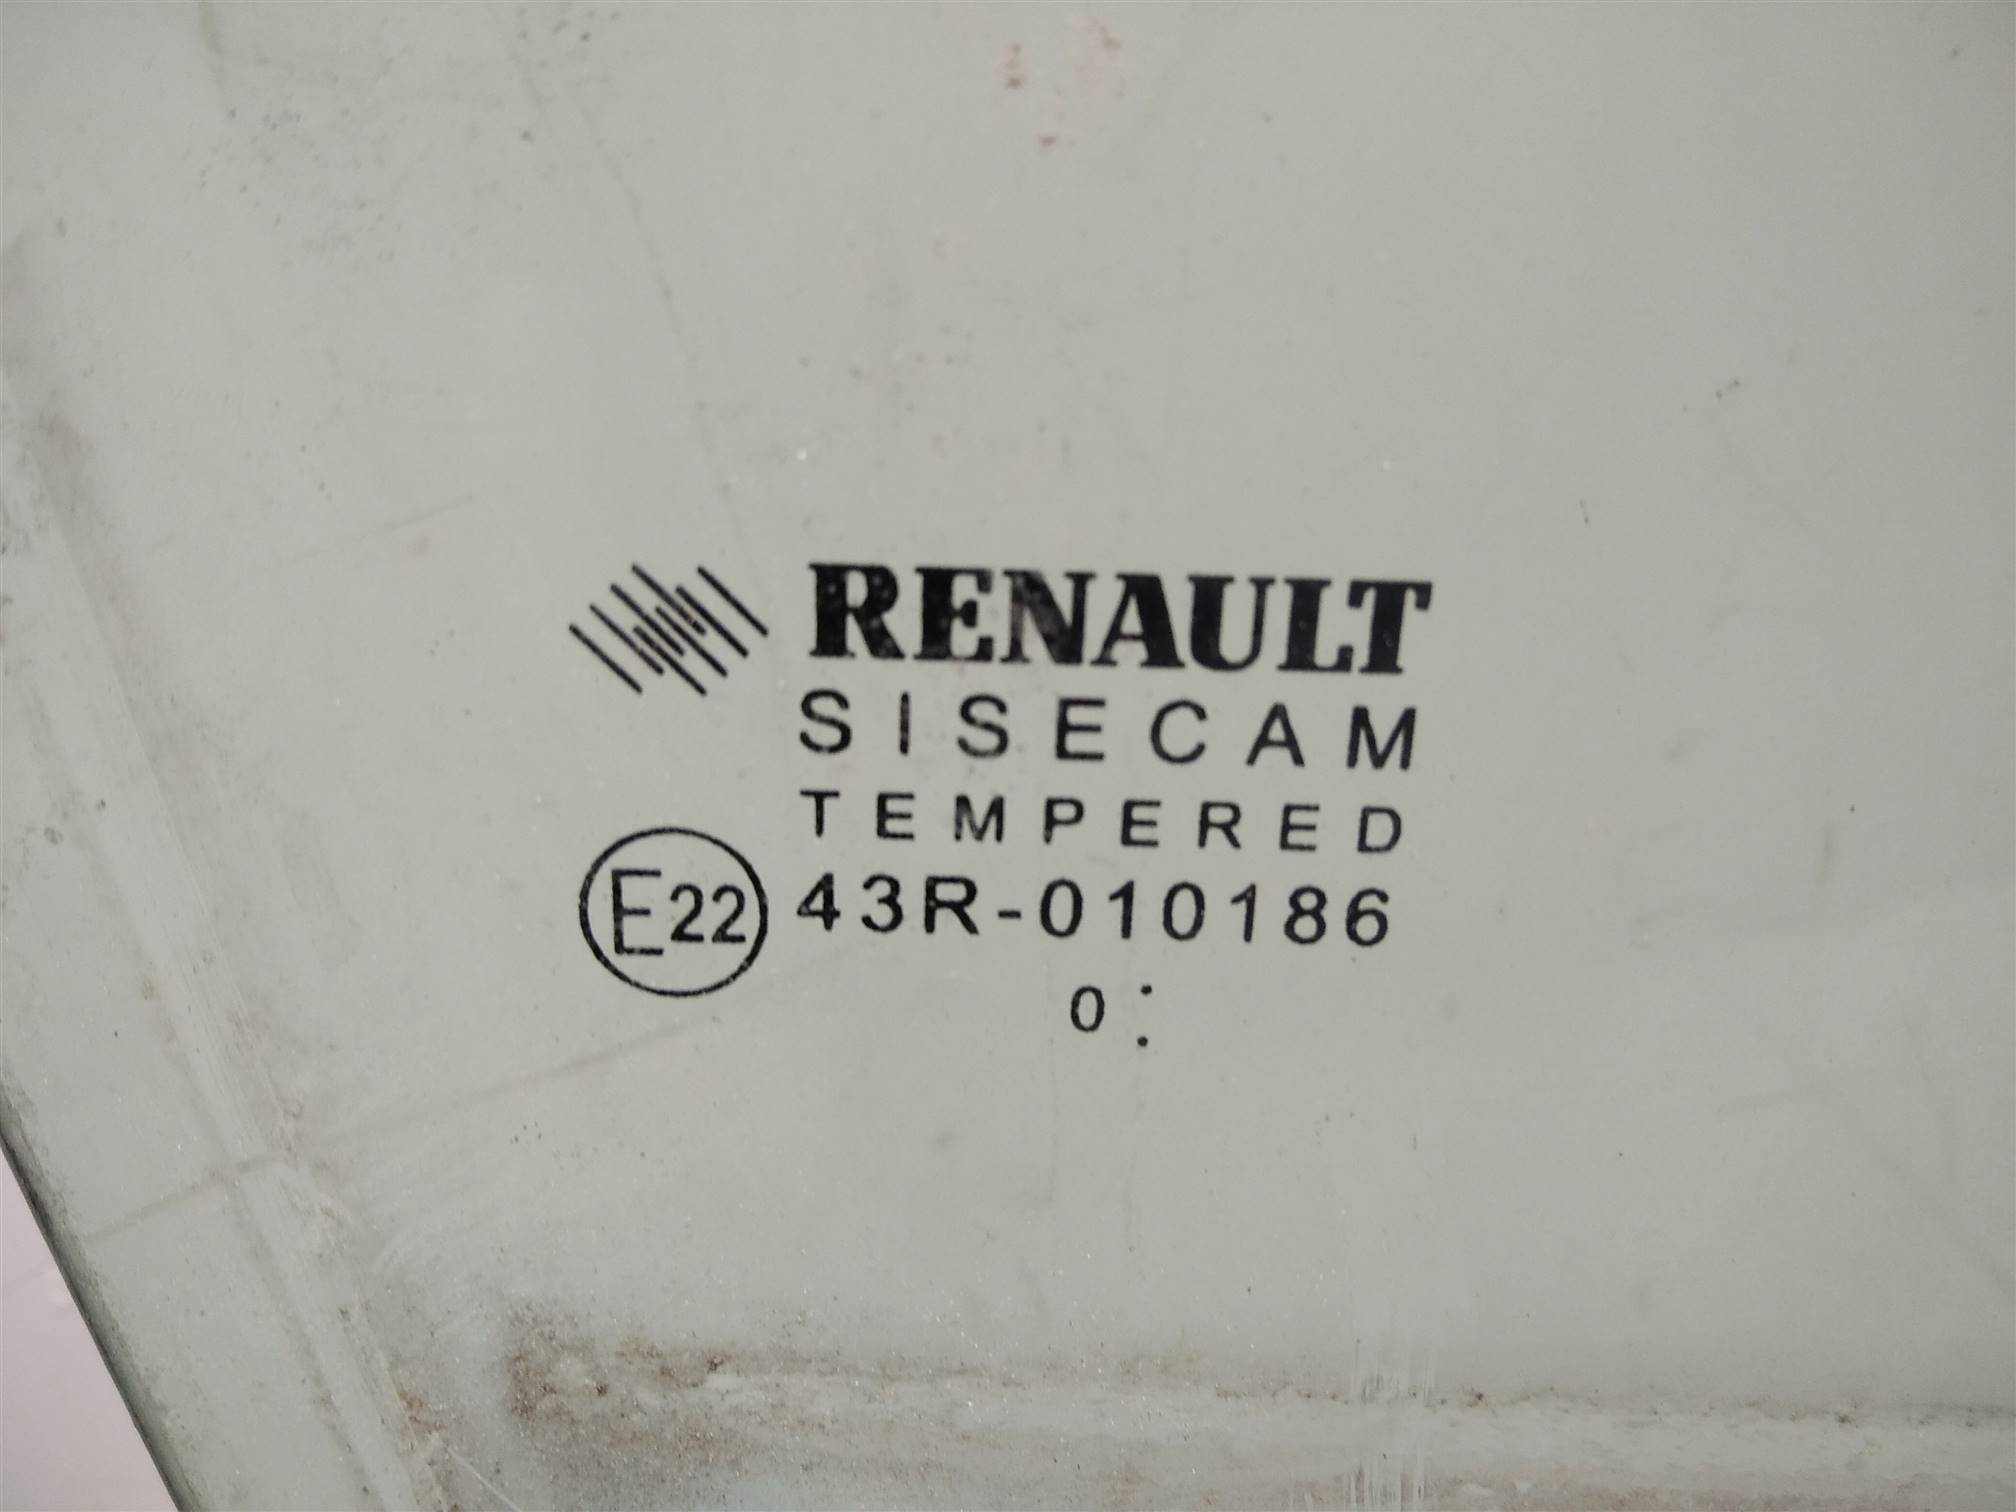 RENAULT
SISECAM
TEMPERED
E22 43R-010186
0 :